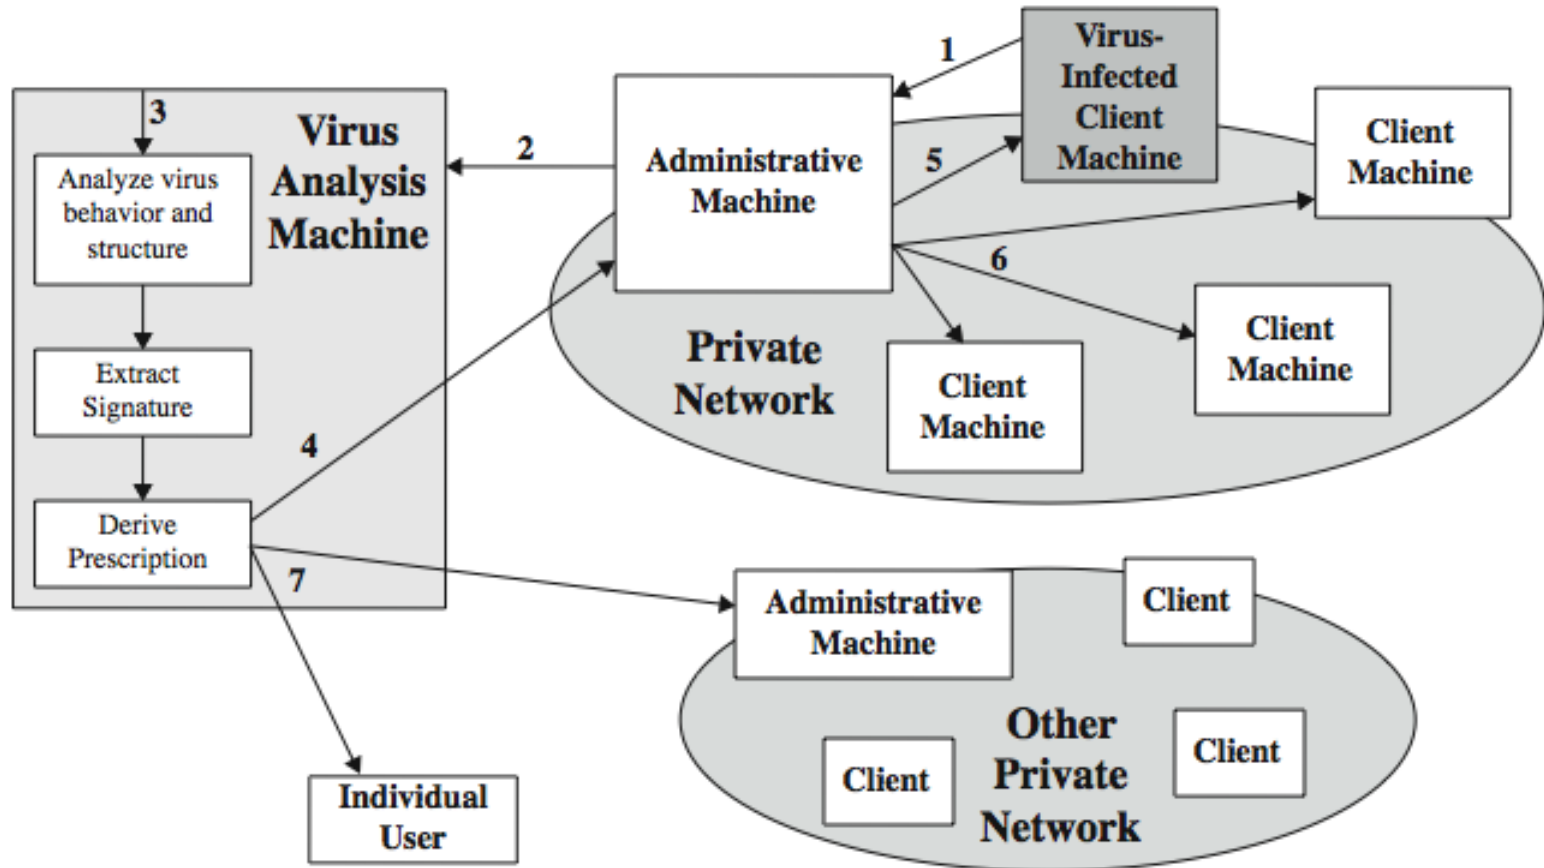 Virus
Analysis
Machine
3
Analyze virus
behavior and
structure
Extract
Signature
Derive
Prescription
2
4
7
Administrative
Machine
1
5
6
Virus-
Infected
Client
Machine
Client
Machine
Client
Machine
Client
Machine
Private
Network
Individual
User
Administrative
Machine
Client
Client
Client
Other
Private
Network